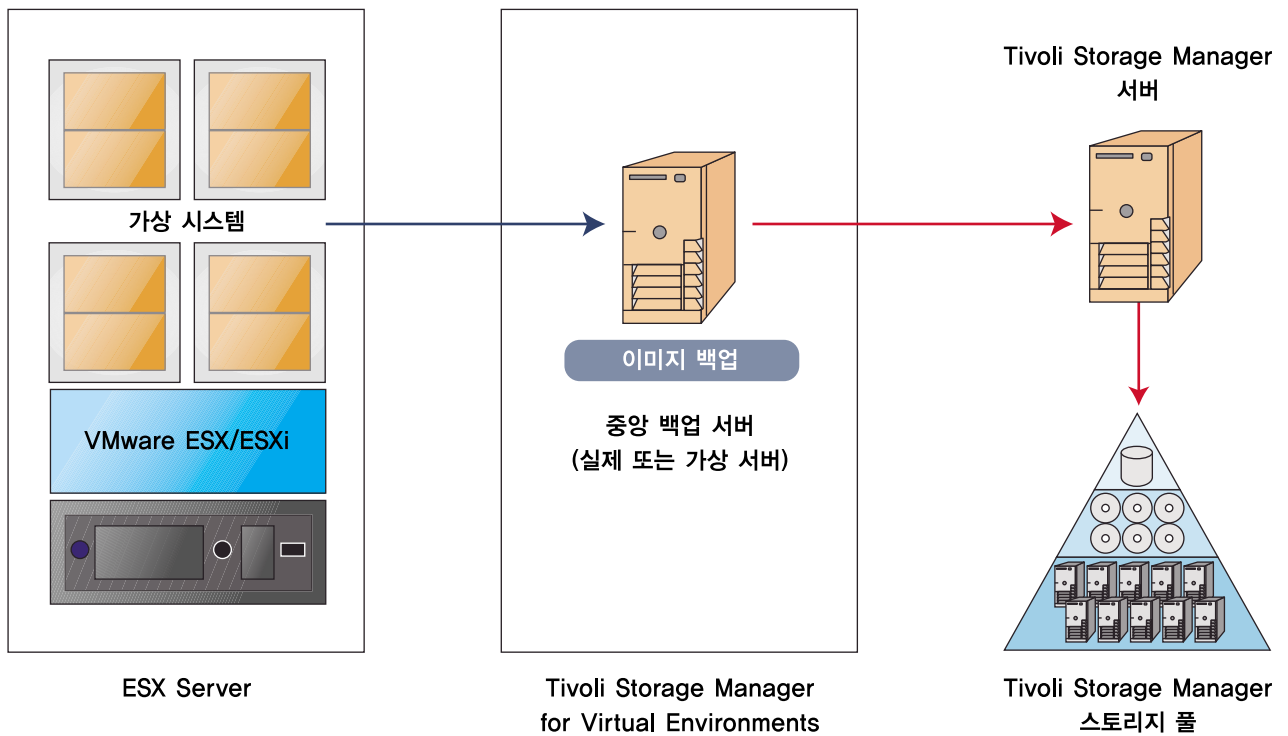 가상 시스템
VMware ESX/ESXi
ESX Server
이미지 백업
중앙 백업 서버
(실제 또는 가상 서버)
Tivoli Storage Manager
for Virtual Environments
Tivoli Storage Manager
서버
Tivoli Storage Manager
스토리지 풀